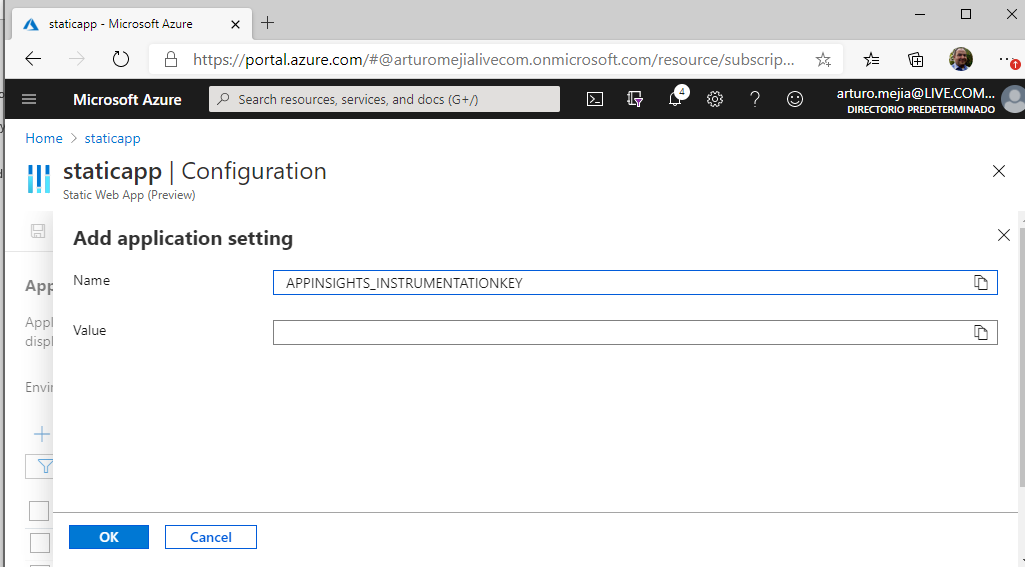 staticapp - Microsoft Azure
https://portal.azure.com/#@arturomejialivecom.onmicrosoft.com/resource/subscrip...
Microsoft Azure
Search resources, services, and docs (G+/)
4
arturo.mejia@LIVE.COM...
DIRECTORIO PREDETERMINADO
Home > staticapp
staticapp | Configuration
Static Web App (Preview)
Add application setting
App
Name
APPINSIGHTS_INSTRUMENTATIONKEY
Appl
Value
displ
Envir
OK
Cancel